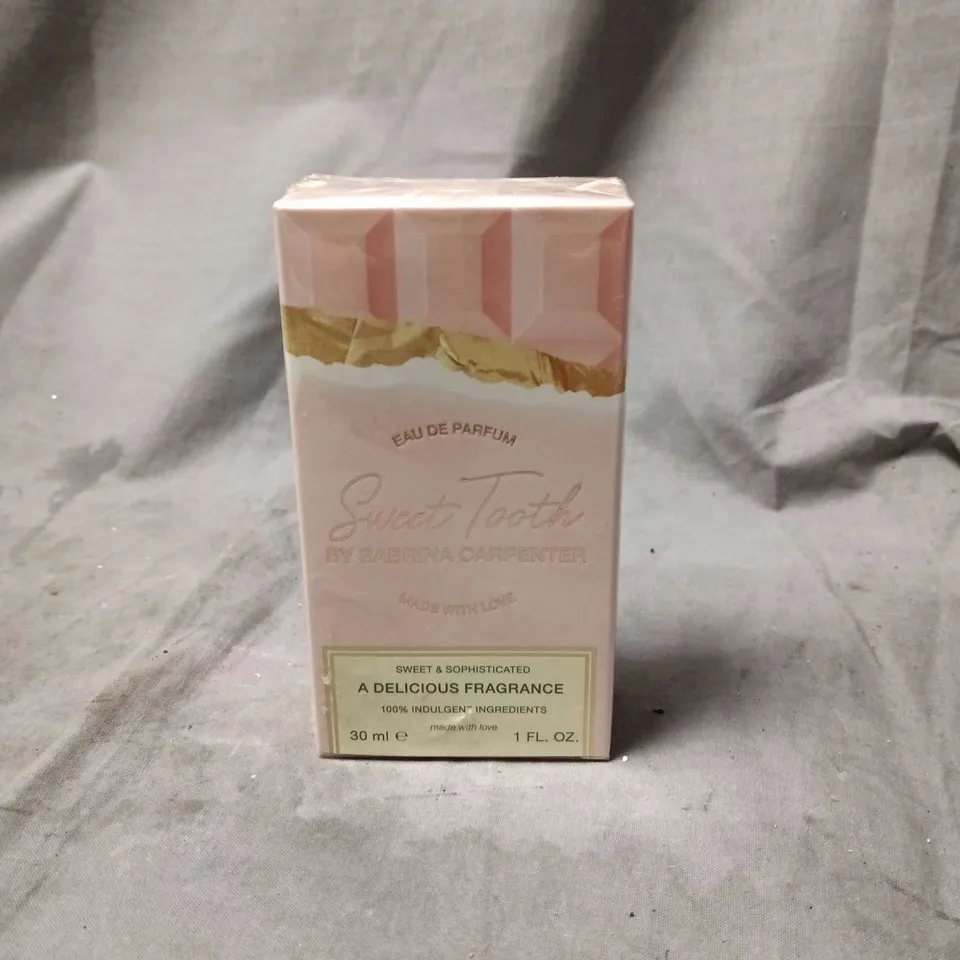 EAU DE PARFUM
Sweet Tooth
BY SABRINA CARPENTER
MADE WITH LOVE
SWEET & SOPHISTICATED
A DELICIOUS FRAGRANCE
100% INDULGENT INGREDIENTS
made with love
30 ml ℮ 1 FL. OZ.